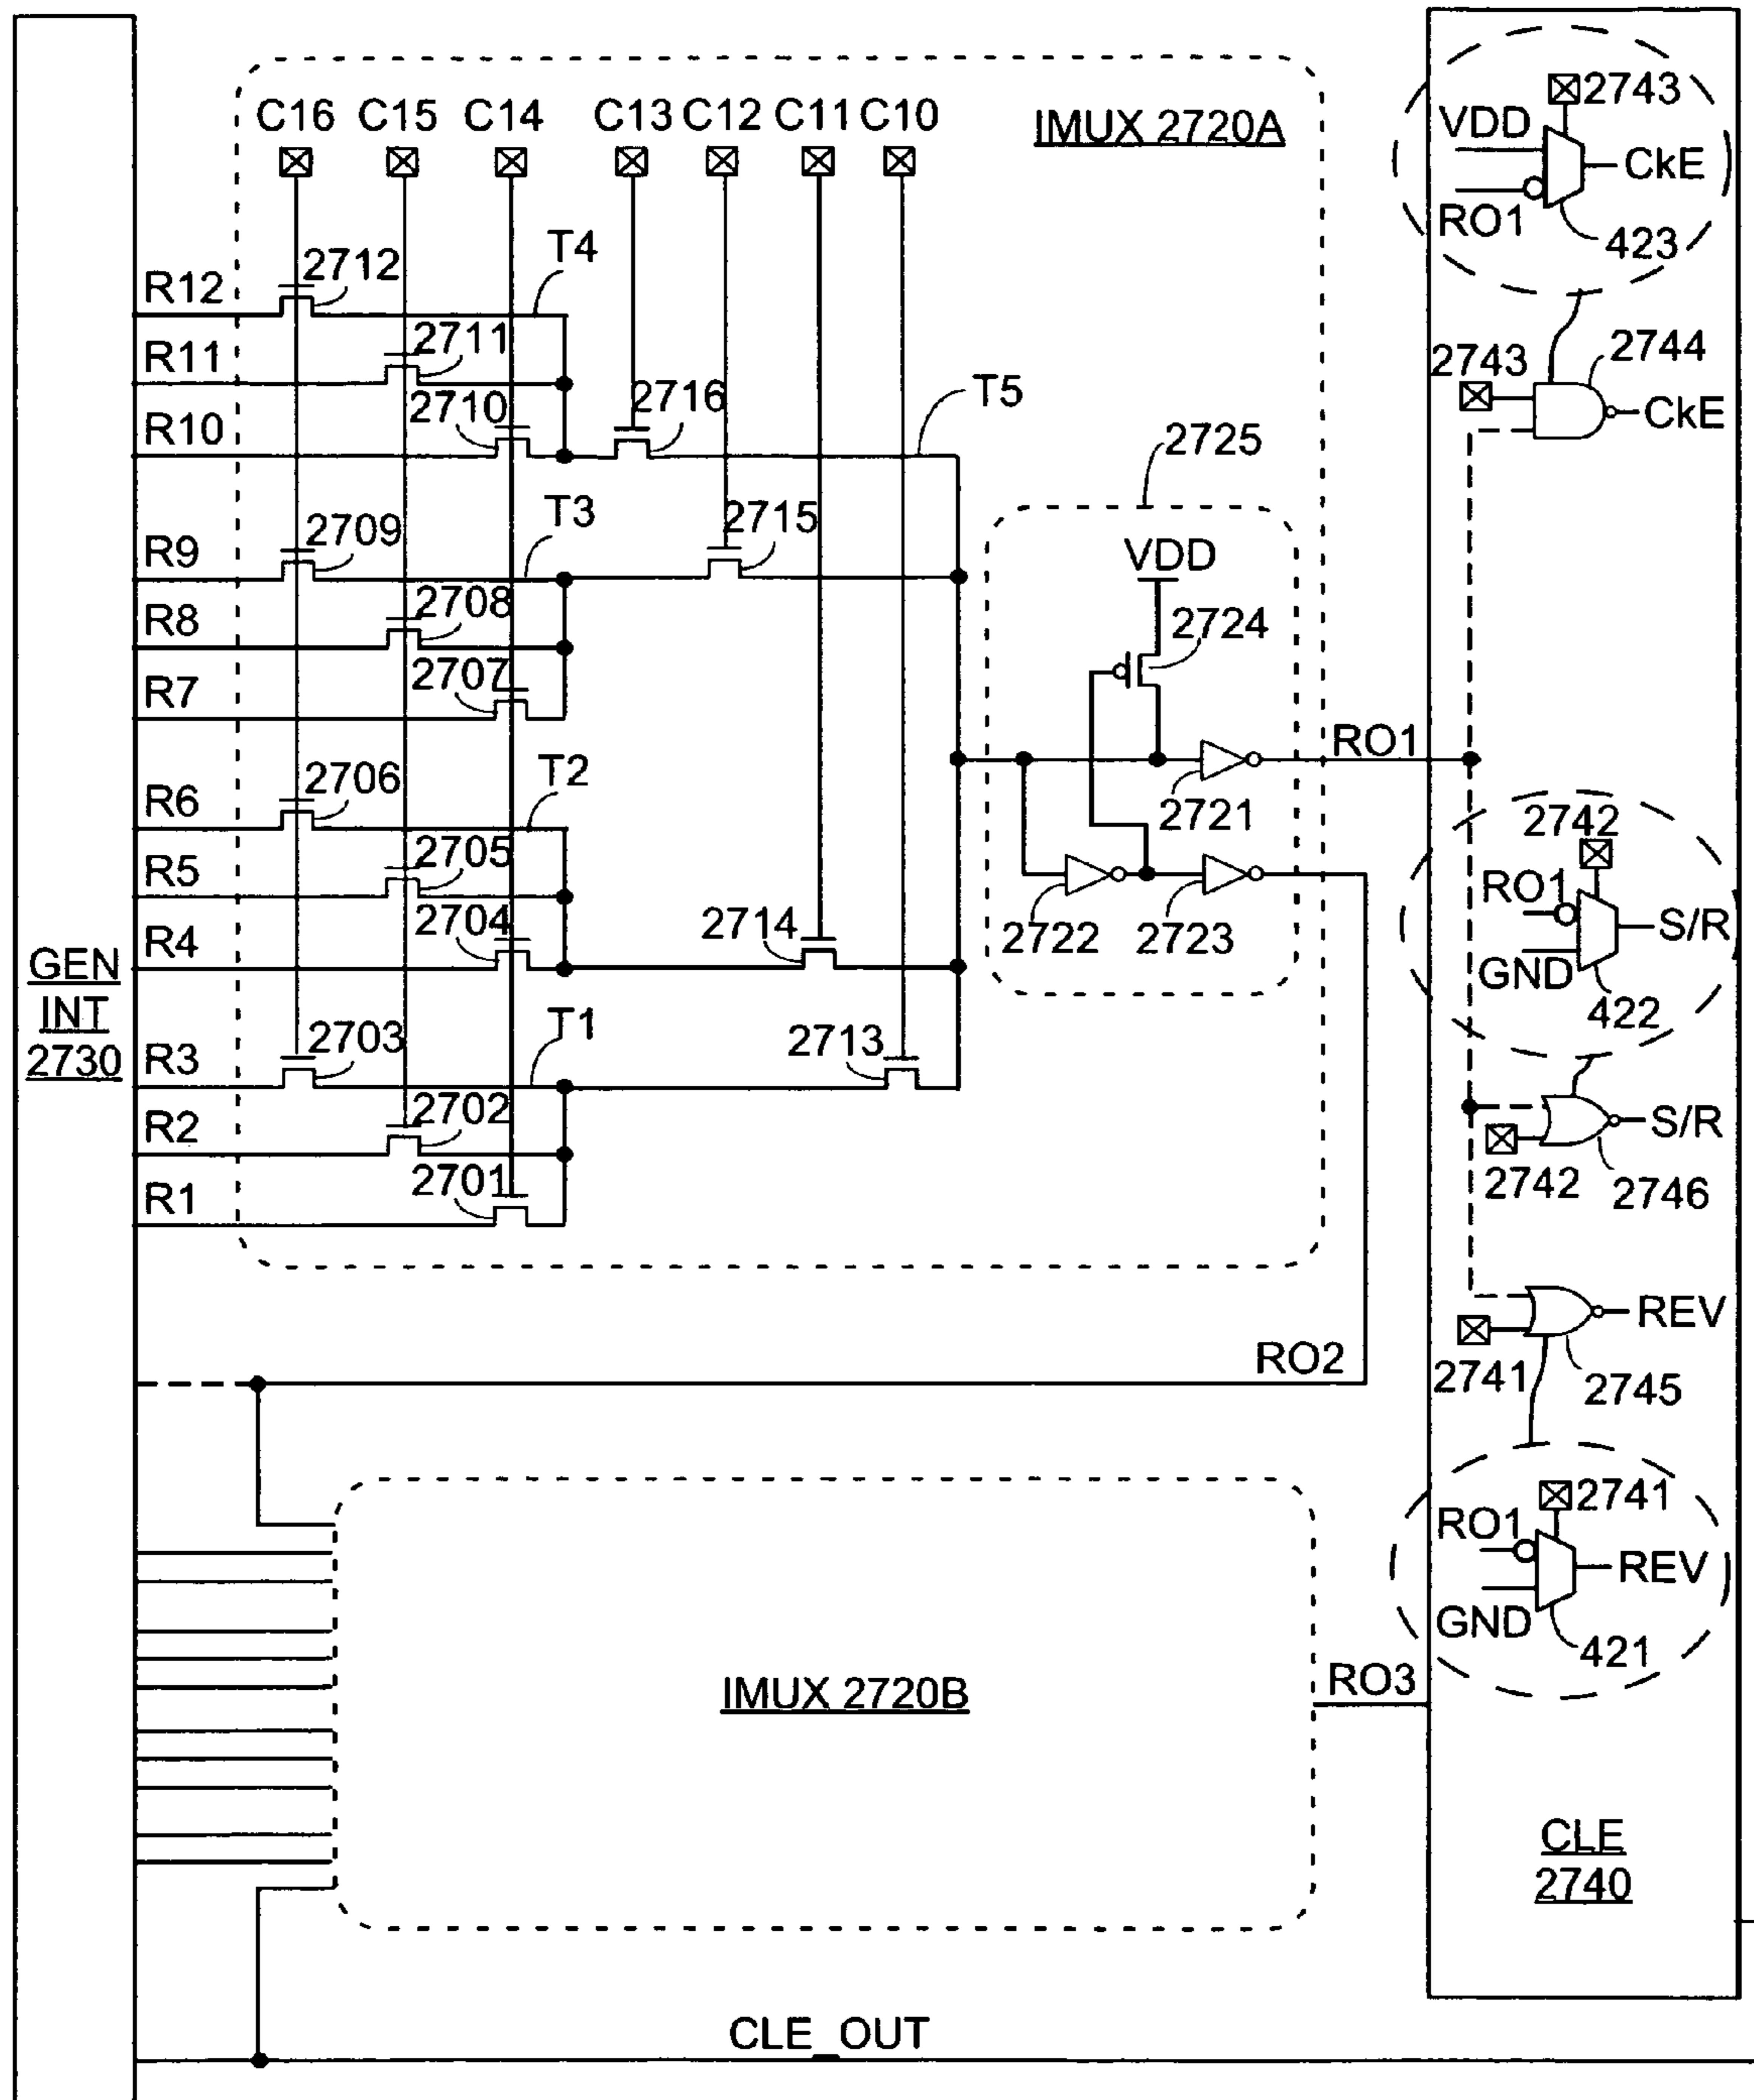 C16 C15 C14 C13 C12 C11 C10
IMUX 2720A
2743
VDD
CkE
RO1
423
2712
T4
R12
2711
R11
2710
2716
R10
T5
2743
2744
CkE
2725
2709
T3
2715
R9
VDD
2708
R8
2724
2707
R7
RO1
2706
T2
R6
2721
2742
2705
R5
RO1
S/R
2704
2714
2722
2723
R4
GND
422
GEN
INT
2730
2703
T1
2713
R3
2702
R2
S/R
2701
2742
2746
R1
REV
RO2
2741
2745
2741
RO1
REV
GND
421
IMUX 2720B
RO3
CLE
2740
CLE_OUT